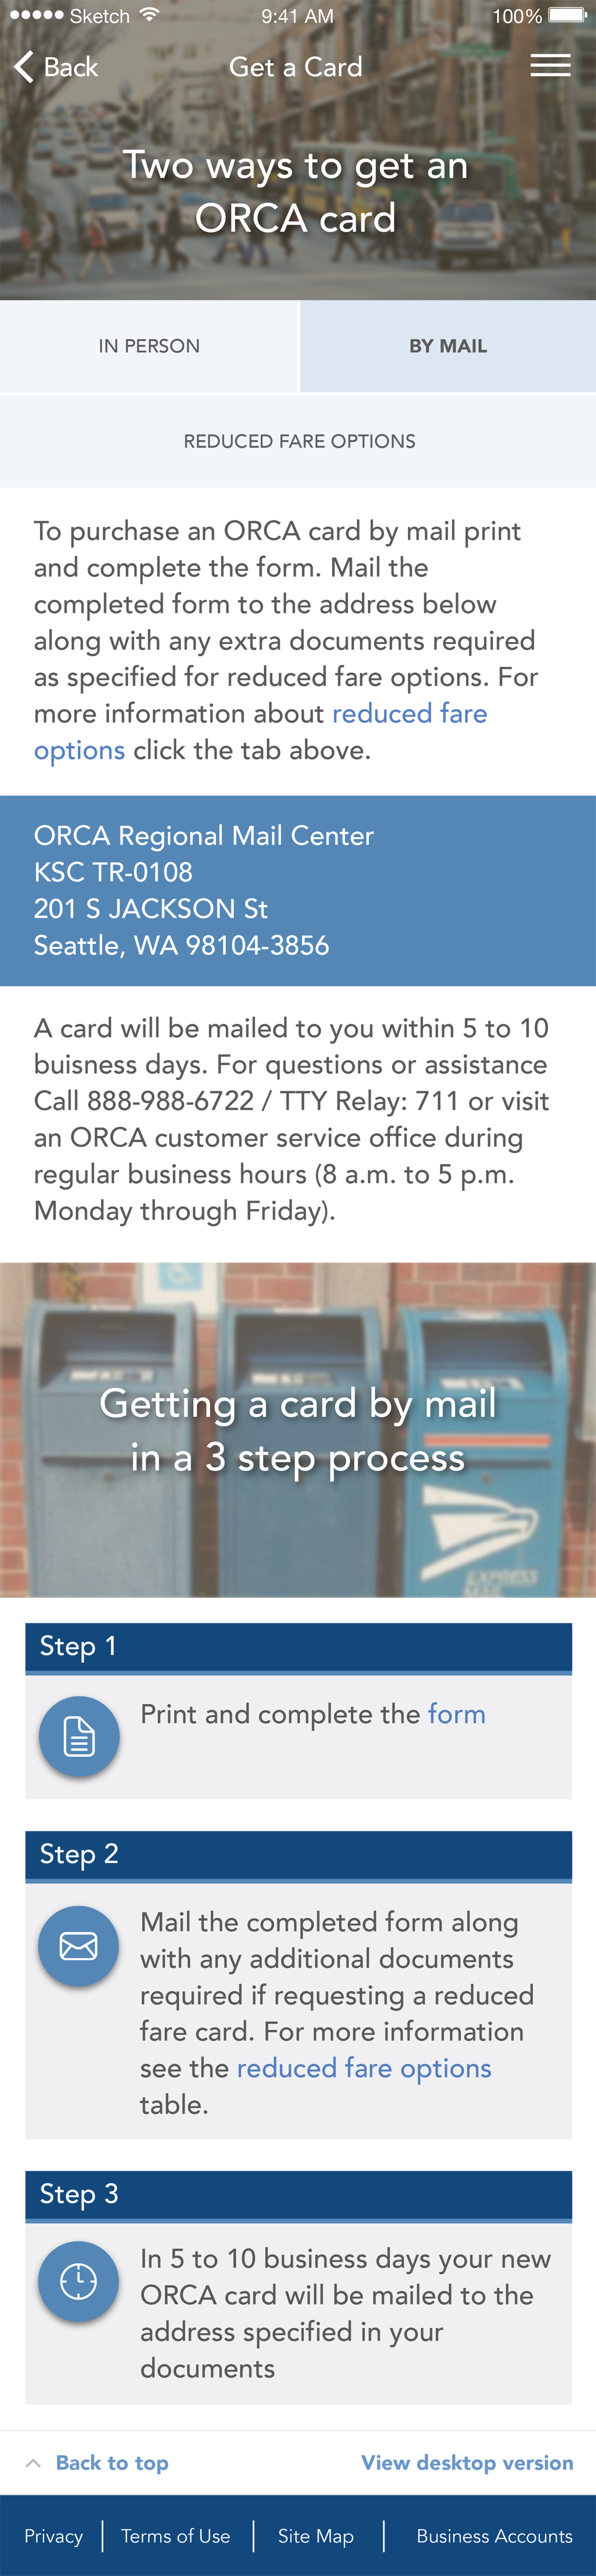 Sketch 9:41 AM 100%
Back Get a Card
Two ways to get an
ORCA card
IN PERSON BY MAIL
REDUCED FARE OPTIONS
To purchase an ORCA card by mail print
and complete the form. Mail the
completed form to the address below
along with any extra documents required
as specified for reduced fare options. For
more information about reduced fare
options click the tab above.
ORCA Regional Mail Center
KSC TR-0108
201 S JACKSON St
Seattle, WA 98104-3856
A card will be mailed to you within 5 to 10
buisness days. For questions or assistance
Call 888-988-6722 / TTY Relay: 711 or visit
an ORCA customer service office during
regular business hours (8 a.m. to 5 p.m.
Monday through Friday).
Getting a card by mail
in a 3 step process
EXPRESS
MAIL
Step 1
Print and complete the form
Step 2
Mail the completed form along
with any additional documents
required if requesting a reduced
fare card. For more information
see the reduced fare options
table.
Step 3
In 5 to 10 business days your new
ORCA card will be mailed to the
address specified in your
documents
Back to top View desktop version
Privacy | Terms of Use | Site Map | Business Accounts